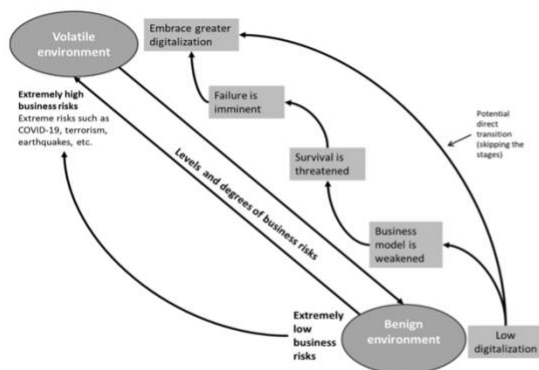 Volatile
environment
Embrace greater
digitalization
Extremely high
business risks
Extreme risks such as
COVID-19, terrorism,
earthquakes, etc.
Failure is
imminent
Potential
direct
transition
(skipping the
stages)
Survival is
threatened
Levels and degrees of business risks
Business
model is
weakened
Extremely
low
business
risks
Benign
environment
Low
digitalization